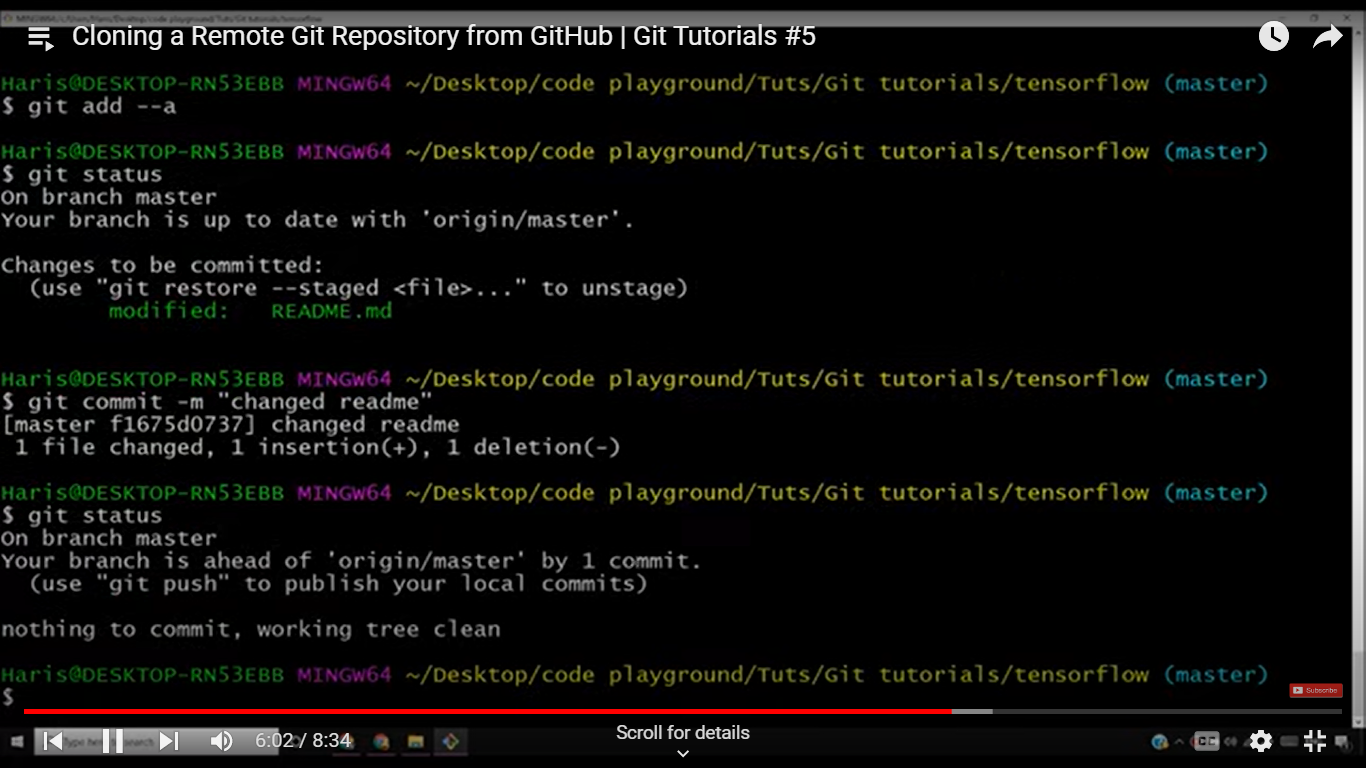 Cloning a Remote Git Repository from GitHub | Git Tutorials #5
Haris@DESKTOP-RN53EBB MINGW64 ~/Desktop/code playground/Tuts/Git tutorials/tensorflow (master)
$ git add --a
Haris@DESKTOP-RN53EBB MINGW64 ~/Desktop/code playground/Tuts/Git tutorials/tensorflow (master)
$ git status
On branch master
Your branch is up to date with 'origin/master'.
Changes to be committed:
(use "git restore --staged <file>..." to unstage)
modified: README.md
Haris@DESKTOP-RN53EBB MINGW64 ~/Desktop/code playground/Tuts/Git tutorials/tensorflow (master)
$ git commit -m "changed readme"
[master f1675d0737] changed readme
1 file changed, 1 insertion(+), 1 deletion(-)
Haris@DESKTOP-RN53EBB MINGW64 ~/Desktop/code playground/Tuts/Git tutorials/tensorflow (master)
$ git status
On branch master
Your branch is ahead of 'origin/master' by 1 commit.
(use "git push" to publish your local commits)
nothing to commit, working tree clean
Haris@DESKTOP-RN53EBB MINGW64 ~/Desktop/code playground/Tuts/Git tutorials/tensorflow (master)
$
Subscribe
Scroll for details
6:02 / 8:34
CC